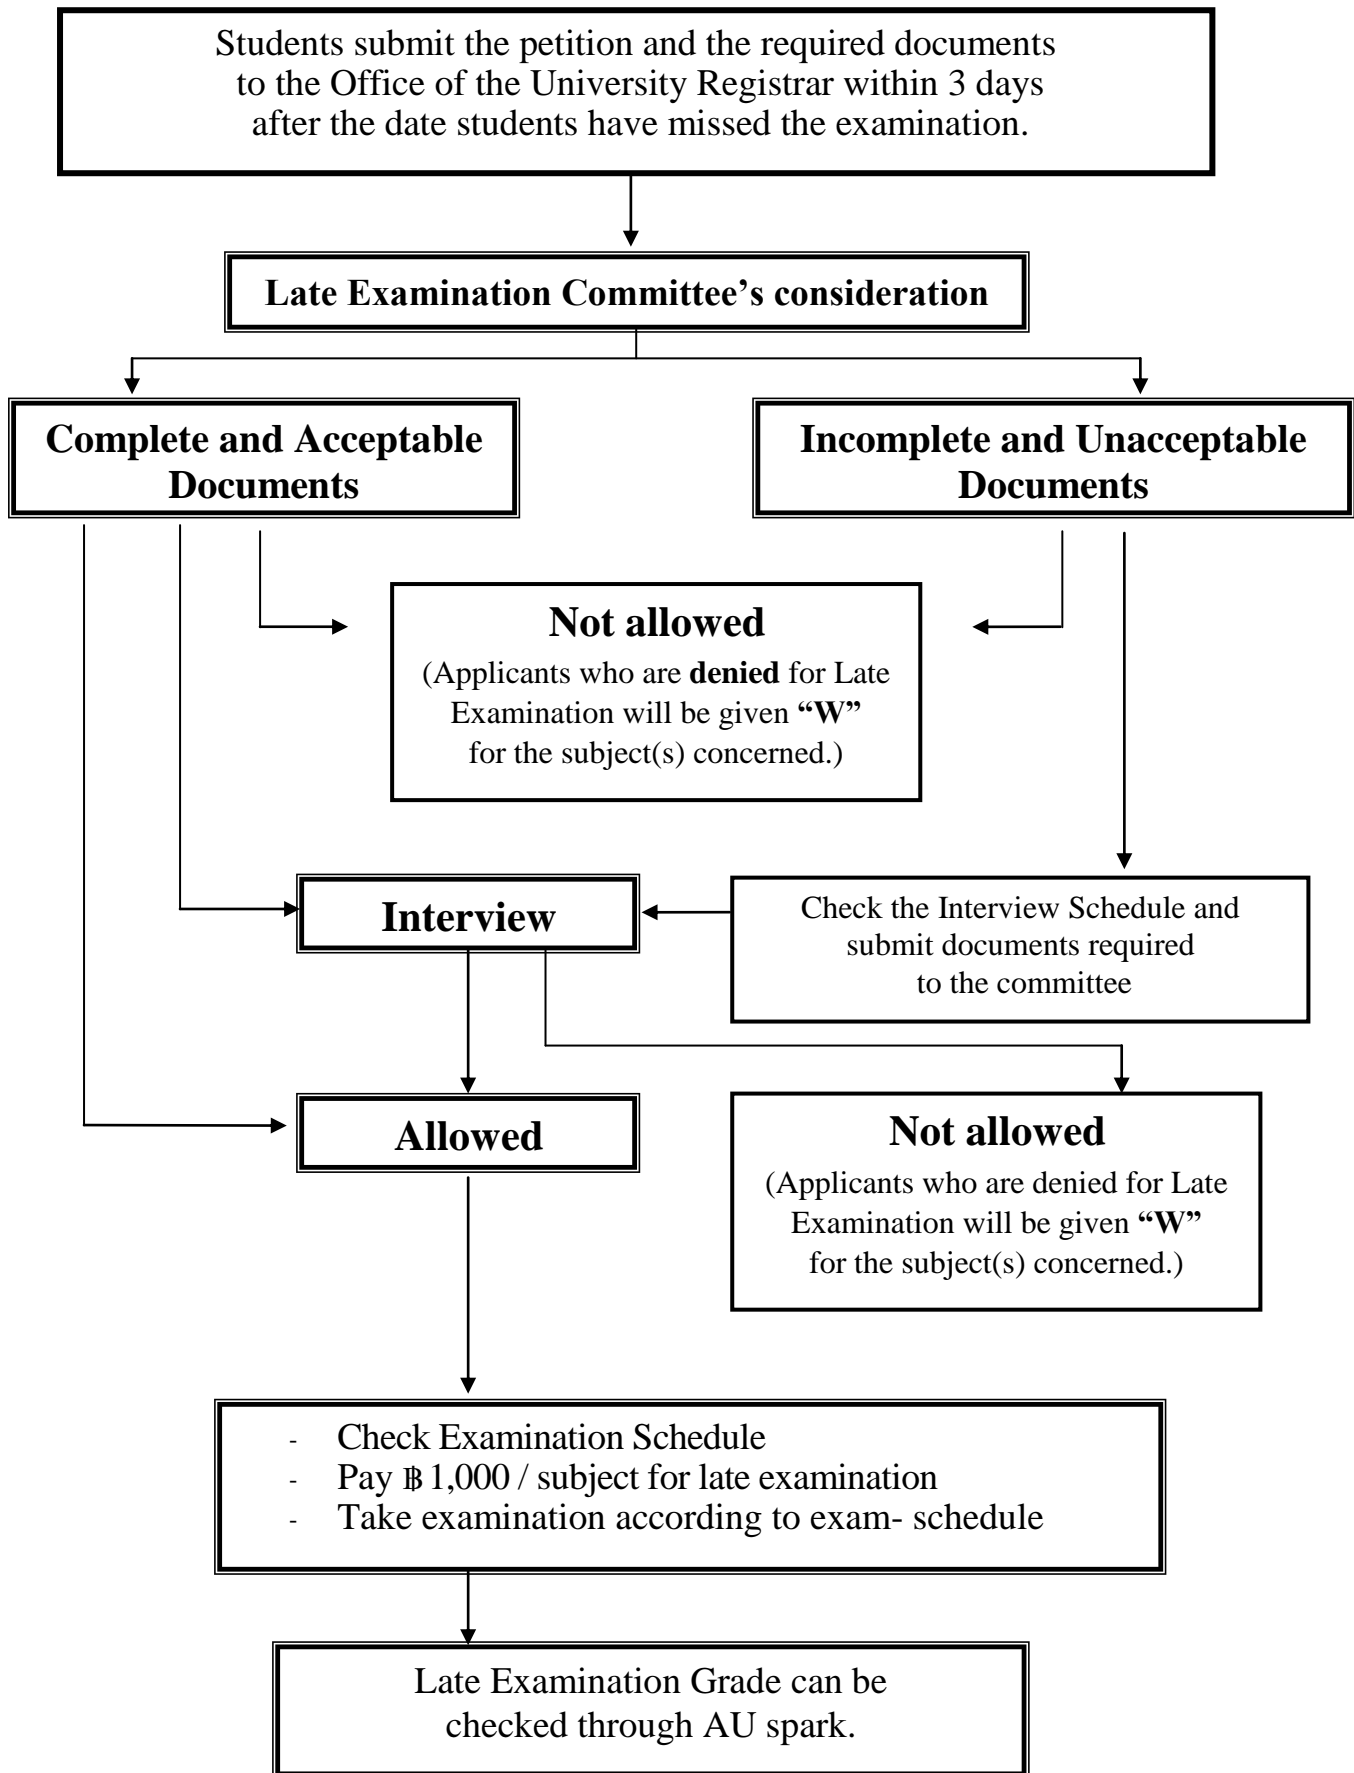 Students submit the petition and the required documents
to the Office of the University Registrar within 3 days
after the date students have missed the examination.
Late Examination Committee’s consideration
Complete and Acceptable
Documents
Incomplete and Unacceptable
Documents
Not allowed
(Applicants who are denied for Late
Examination will be given “W”
for the subject(s) concerned.)
Interview
Check the Interview Schedule and
submit documents required
to the committee
Allowed
Not allowed
(Applicants who are denied for Late
Examination will be given “W”
for the subject(s) concerned.)
- Check Examination Schedule
- Pay ฿ 1,000 / subject for late examination
- Take examination according to exam- schedule
Late Examination Grade can be
checked through AU spark.